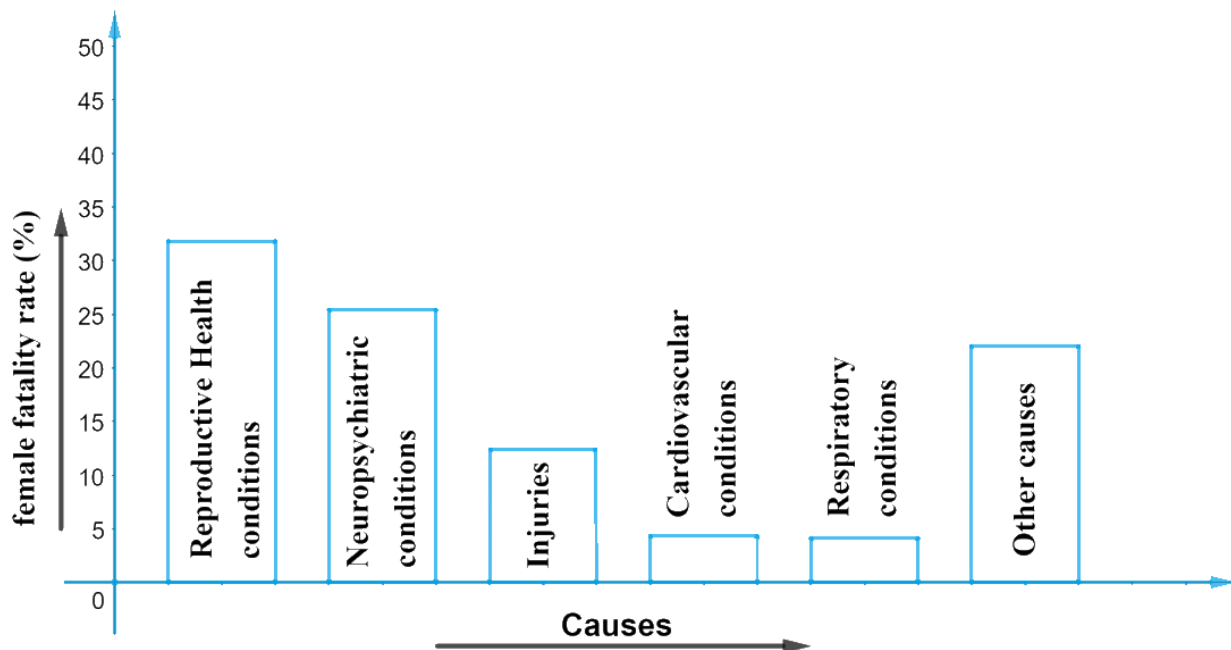 female fatality rate (%)
50
45
40
35
30
25
20
15
10
5
0
Reproductive Health
conditions
Neuropsychiatric
conditions
Injuries
Cardiovascular
conditions
Respiratory
conditions
Other causes
Causes